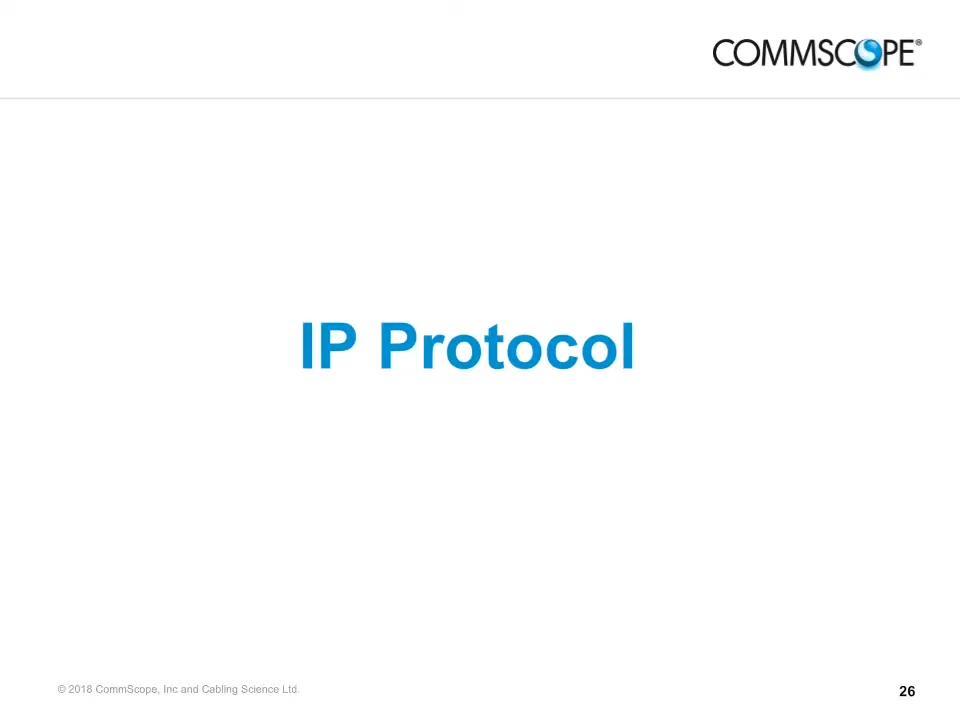 COMMSCOPE®
IP Protocol
© 2018 CommScope, Inc and Cabling Science Ltd.
26